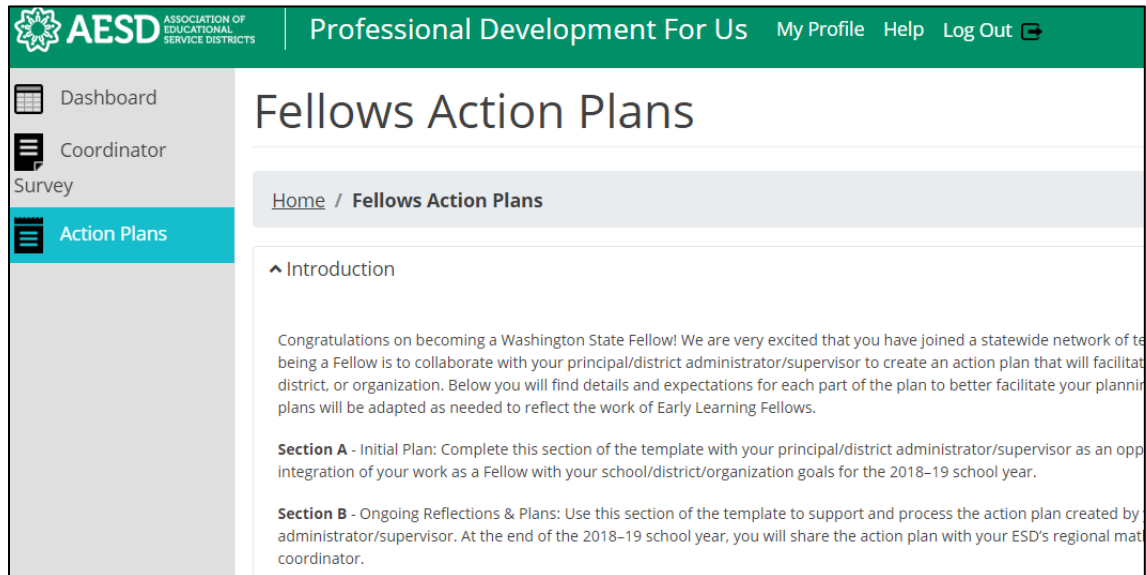 AESD ASSOCIATION OF
EDUCATIONAL
SERVICE DISTRICTS
Professional Development For Us My Profile Help Log Out
Dashboard
Coordinator
Survey
Action Plans
Fellows Action Plans
Home / Fellows Action Plans
Introduction
Congratulations on becoming a Washington State Fellow! We are very excited that you have joined a statewide network of te
being a Fellow is to collaborate with your principal/district administrator/supervisor to create an action plan that will facilitat
district, or organization. Below you will find details and expectations for each part of the plan to better facilitate your plannin
plans will be adapted as needed to reflect the work of Early Learning Fellows.
Section A - Initial Plan: Complete this section of the template with your principal/district administrator/supervisor as an opp
integration of your work as a Fellow with your school/district/organization goals for the 2018–19 school year.
Section B - Ongoing Reflections & Plans: Use this section of the template to support and process the action plan created by
administrator/supervisor. At the end of the 2018–19 school year, you will share the action plan with your ESD's regional mat
coordinator.